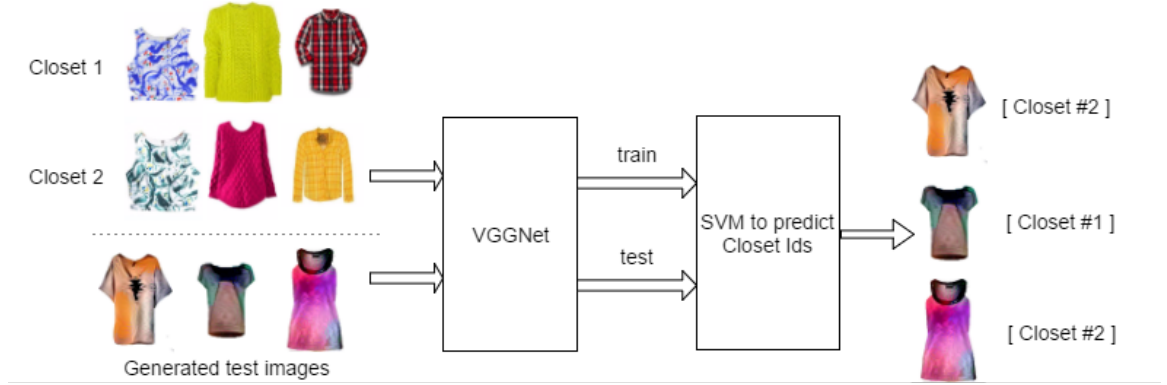 Closet 1
Closet 2
Generated test images
VGGNet
train
test
SVM to predict
Closet Ids
[ Closet #2 ]
[ Closet #1 ]
[ Closet #2 ]